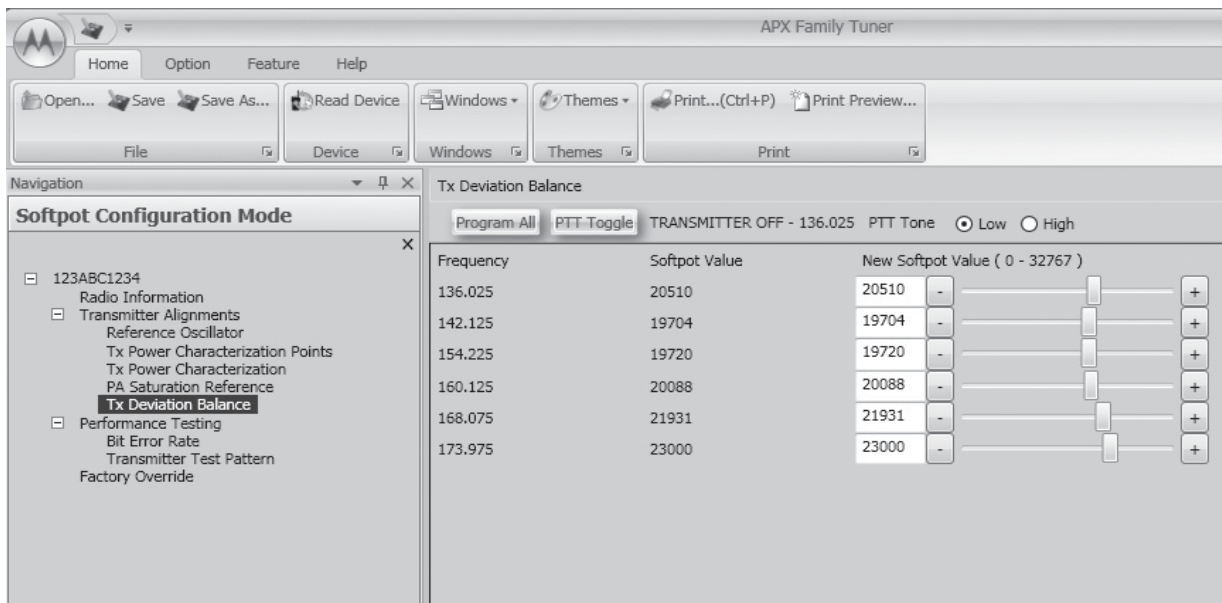 APX Family Tuner
Home Option Feature Help
Open... Save Save As... Read Device Windows Themes Print...(Ctrl+P) Print Preview...
File Device Windows Themes Print
Navigation
Softpot Configuration Mode
123ABC1234
Radio Information
Transmitter Alignments
Reference Oscillator
Tx Power Characterization Points
Tx Power Characterization
PA Saturation Reference
Tx Deviation Balance
Performance Testing
Bit Error Rate
Transmitter Test Pattern
Factory Override
Tx Deviation Balance
Program All PTT Toggle TRANSMITTER OFF - 136.025 PTT Tone Low High
Frequency Softpot Value New Softpot Value ( 0 - 32767 )
136.025 20510 20510 - +
142.125 19704 19704 - +
154.225 19720 19720 - +
160.125 20088 20088 - +
168.075 21931 21931 - +
173.975 23000 23000 - +